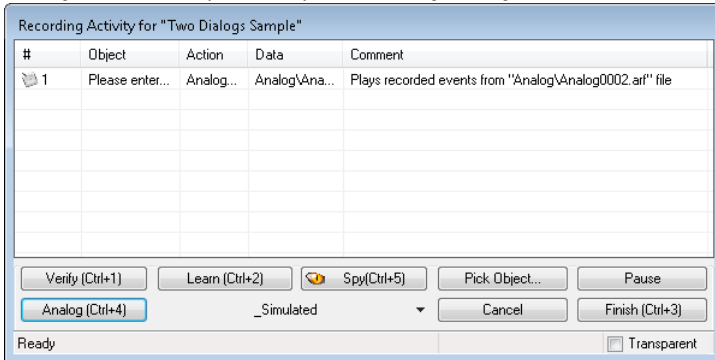 Recording Activity for "Two Dialogs Sample"
# Object Action Data Comment
1 Please enter... Analog... Analog\Ana... Plays recorded events from "Analog\Analog0002.arf" file
Verify (Ctrl+1) Learn (Ctrl+2) Spy(Ctrl+5) Pick Object... Pause
Analog (Ctrl+4) _Simulated Cancel Finish (Ctrl+3)
Ready Transparent